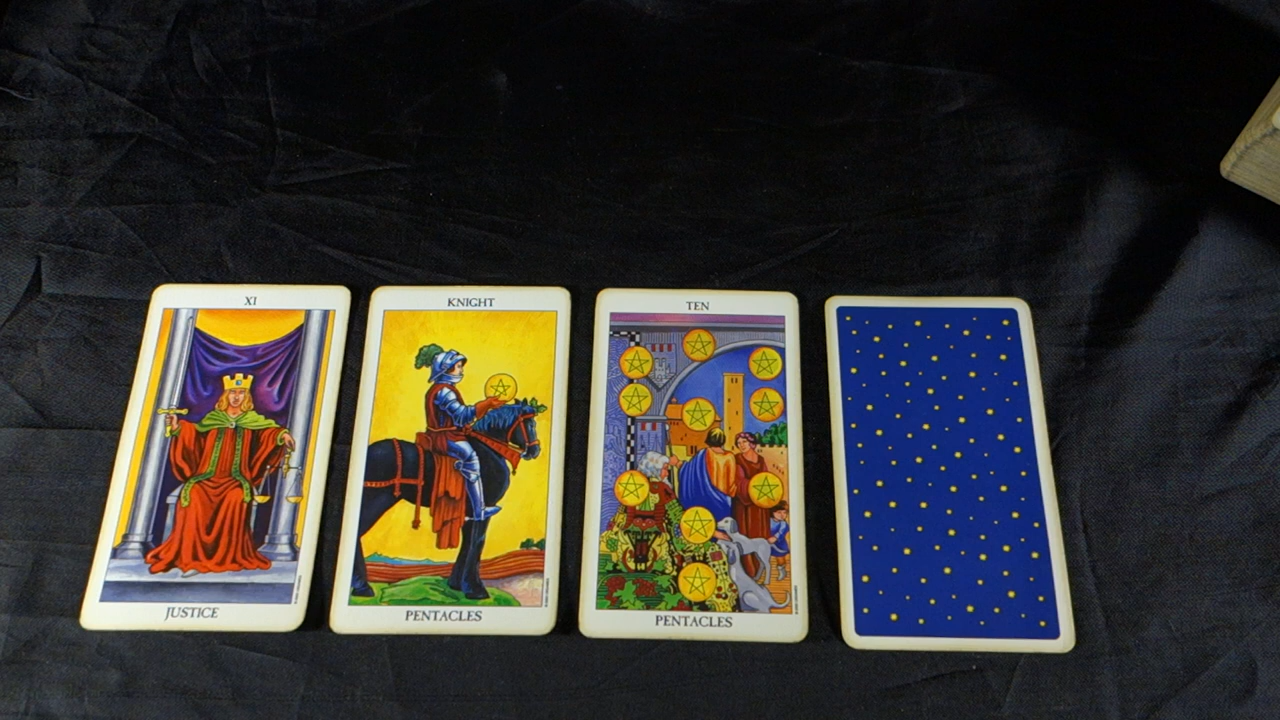 XI
JUSTICE
KNIGHT
PENTACLES
TEN
PENTACLES